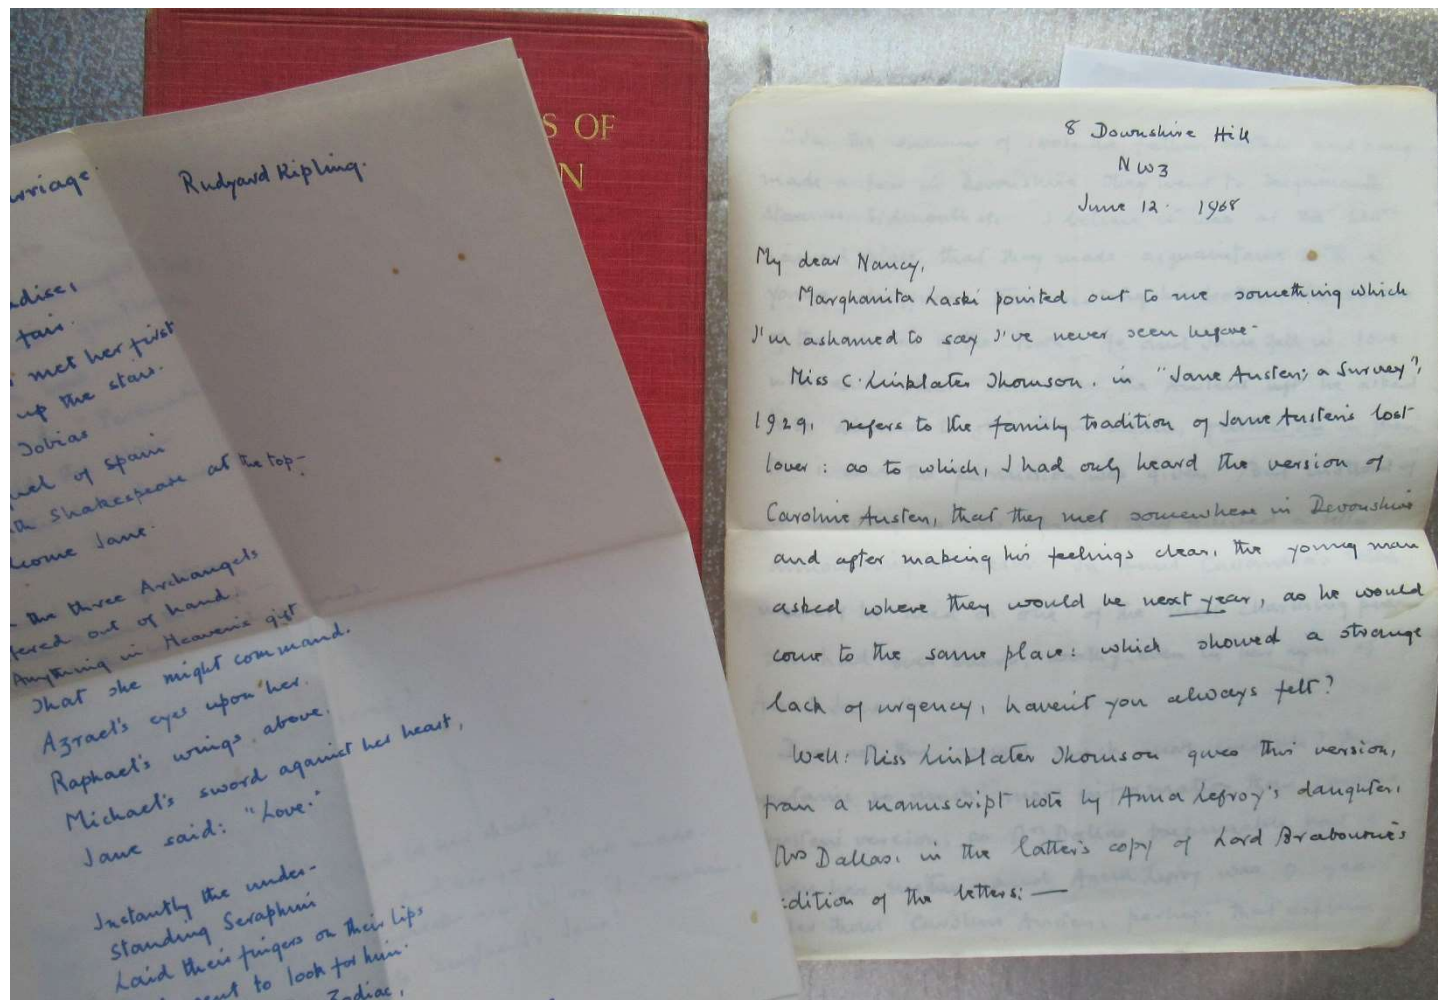 S OF
N
rriage.
Rudyard Kipling.
adise,
fair.
met her first
up the stair.
Tobias
uel of Spain
th Shakespeare at the top—
lcome Jane.
the three Archangels
fered out of hand.
Anything in Heaven's gift
That she might command.
Azrael's eyes upon her.
Raphael's wings above.
Michael's sword against her heart,
Jane said: "Love."
Instantly the under-
standing Seraphim
Laid their fingers on their lips
to look for him.
Zodiac,
8 Downshire Hill
NW3
June 12. 1968
My dear Nancy,
Marghanita Laski pointed out to me something which
I'm ashamed to say I've never seen before.
Miss C. Linklater Thomson, in "Jane Austen; a Survey",
1929, refers to the family tradition of Jane Austen's lost
lover: as to which, I had only heard the version of
Caroline Austen, that they met somewhere in Devonshire
and after making his feelings clear, the young man
asked where they would be next year, as he would
come to the same place: which showed a strange
lack of urgency, haven't you always felt?
Well: Miss Linklater Thomson gives this version,
from a manuscript note by Anna Lefroy's daughter,
Mrs Dallas, in the latter's copy of Lord Brabourne's
edition of the letters: —